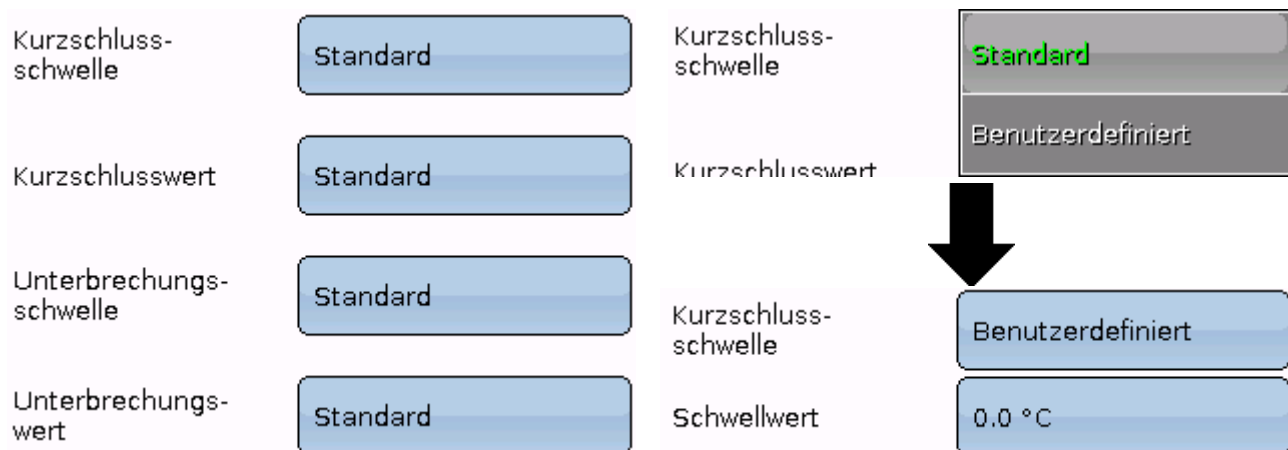 Kurzschluss-
schwelle
Standard
Kurzschlusswert
Standard
Unterbrechungs-
schwelle
Standard
Unterbrechungs-
wert
Standard
Kurzschluss-
schwelle
Standard
Benutzerdefiniert
Kurzschlusswert
Kurzschluss-
schwelle
Benutzerdefiniert
Schwellwert
0.0 °C